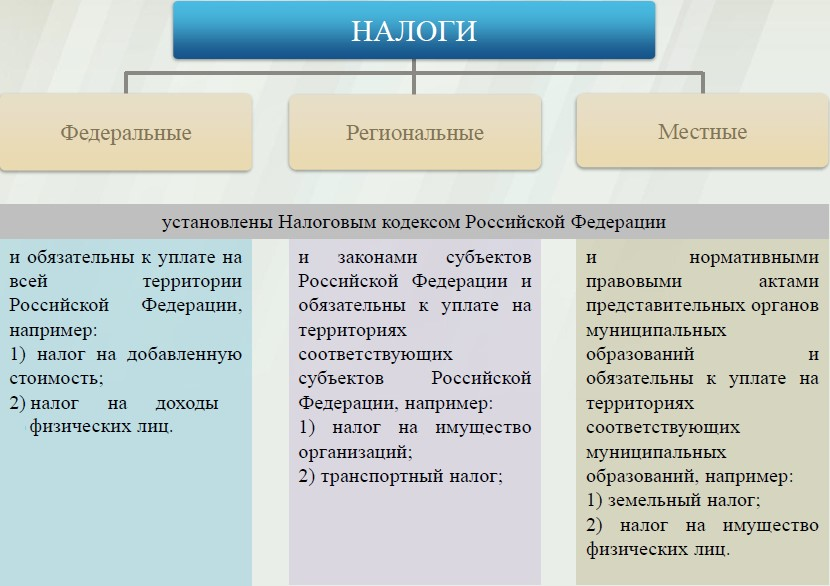 НАЛОГИ
Федеральные
Региональные
Местные
установлены Налоговым кодексом Российской Федерации
и обязательны к уплате на
всей территории
Российской Федерации,
например:
1) налог на добавленную
стоимость;
2) налог на доходы
физических лиц.
и законами субъектов
Российской Федерации и
обязательны к уплате на
территориях
соответствующих
субъектов Российской
Федерации, например:
1) налог на имущество
организаций;
2) транспортный налог;
и нормативными
правовыми актами
представительных органов
муниципальных
образований и
обязательны к уплате на
территориях
соответствующих
муниципальных
образований, например:
1) земельный налог;
2) налог на имущество
физических лиц.